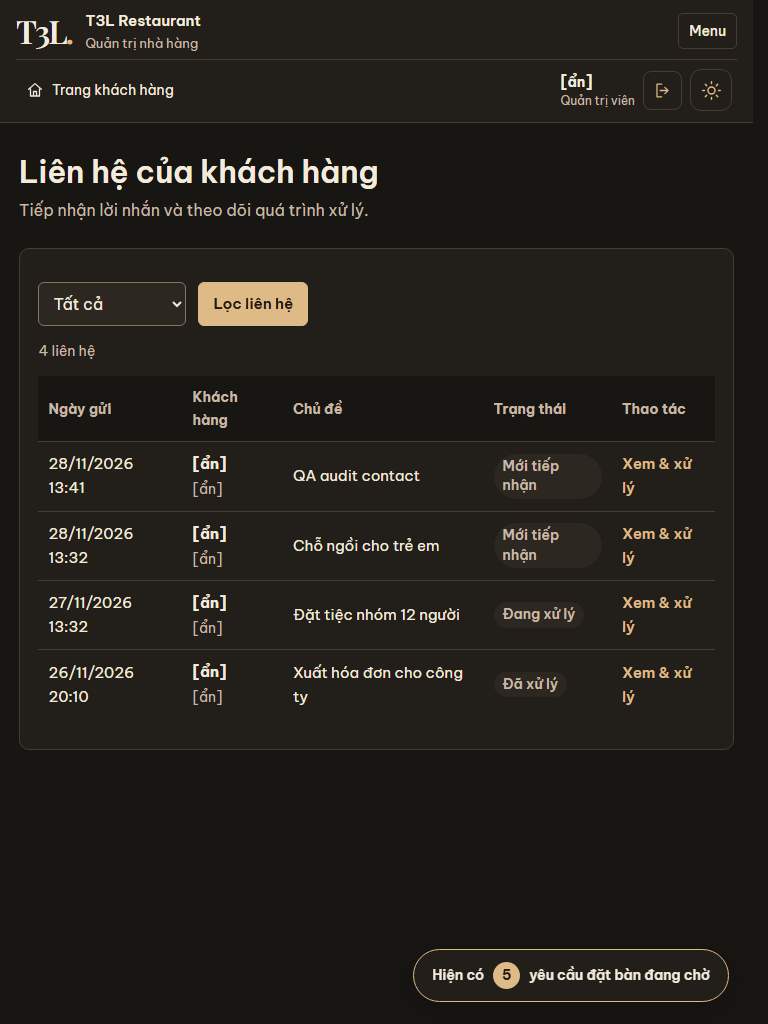 T3L.
T3L Restaurant
Quản trị nhà hàng
Menu
Trang khách hàng
[ẩn]
Quản trị viên
Liên hệ của khách hàng
Tiếp nhận lời nhắn và theo dõi quá trình xử lý.
Tất cả
Lọc liên hệ
4 liên hệ
Ngày gửi
Khách
hàng
Chủ đề
Trạng thái
Thao tác
28/11/2026
13:41
[ẩn]
[ẩn]
QA audit contact
Mới tiếp
nhận
Xem & xử
lý
28/11/2026
13:32
[ẩn]
[ẩn]
Chỗ ngồi cho trẻ em
Mới tiếp
nhận
Xem & xử
lý
27/11/2026
13:32
[ẩn]
[ẩn]
Đặt tiệc nhóm 12 người
Đang xử lý
Xem & xử
lý
26/11/2026
20:10
[ẩn]
[ẩn]
Xuất hóa đơn cho công
ty
Đã xử lý
Xem & xử
lý
Hiện có 5 yêu cầu đặt bàn đang chờ